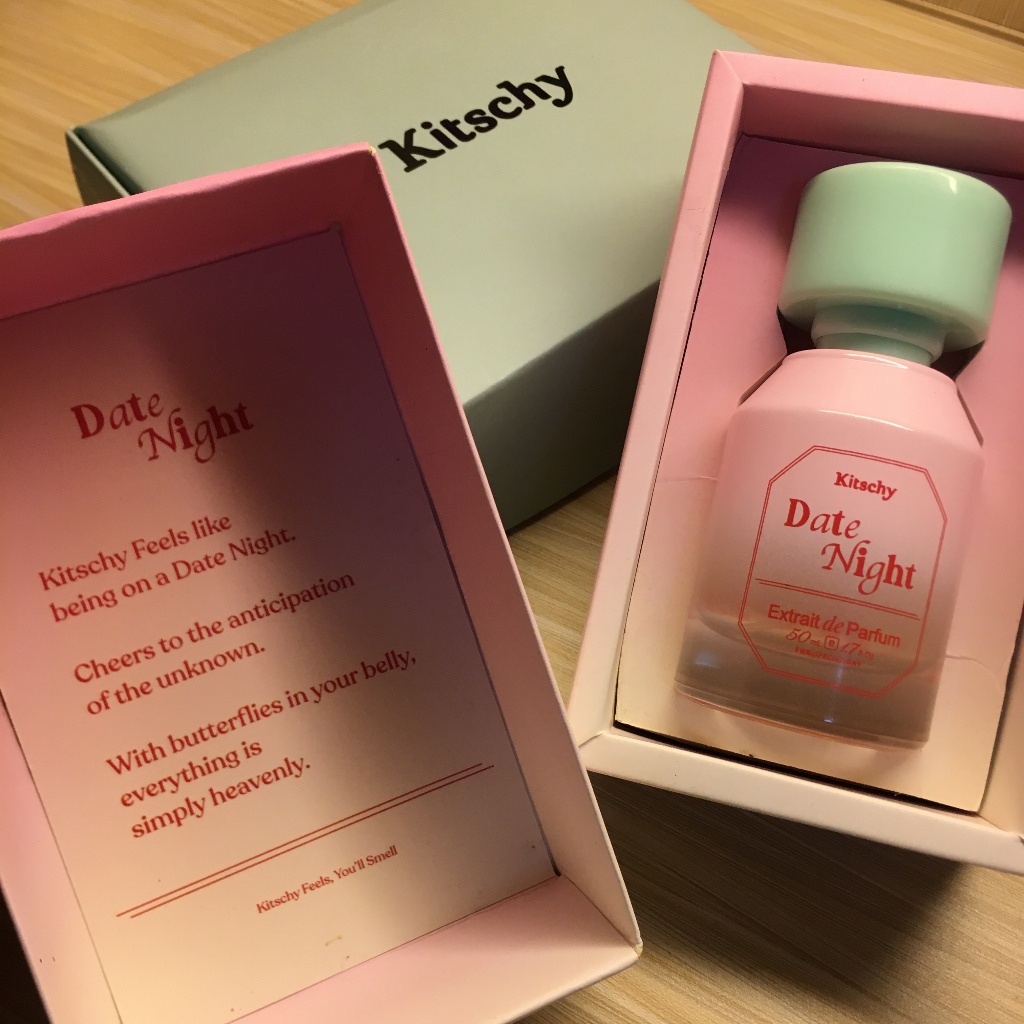 Kitschy
Date
Night
Kitschy Feels like
being on a Date Night.
Cheers to the anticipation
of the unknown.
With butterflies in your belly,
everything is
simply heavenly.
Kitschy Feels, You'll Smell
Kitschy
Date
Night
Extrait de Parfum
50